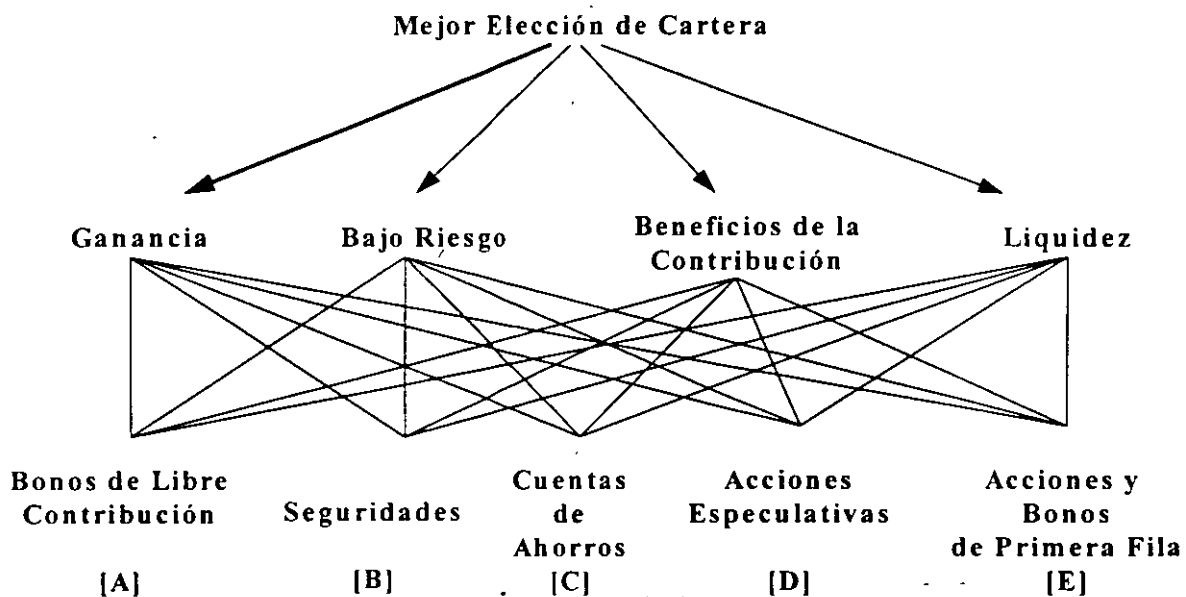 Mejor Elección de Cartera
Ganancia
Bajo Riesgo
Beneficios de la
Contribución
Liquidez
Bonos de Libre
Contribución
[A]
Seguridades
[B]
Cuentas
de
Ahorros
[C]
Acciones
Especulativas
[D]
Acciones y
Bonos
de Primera Fila
[E]